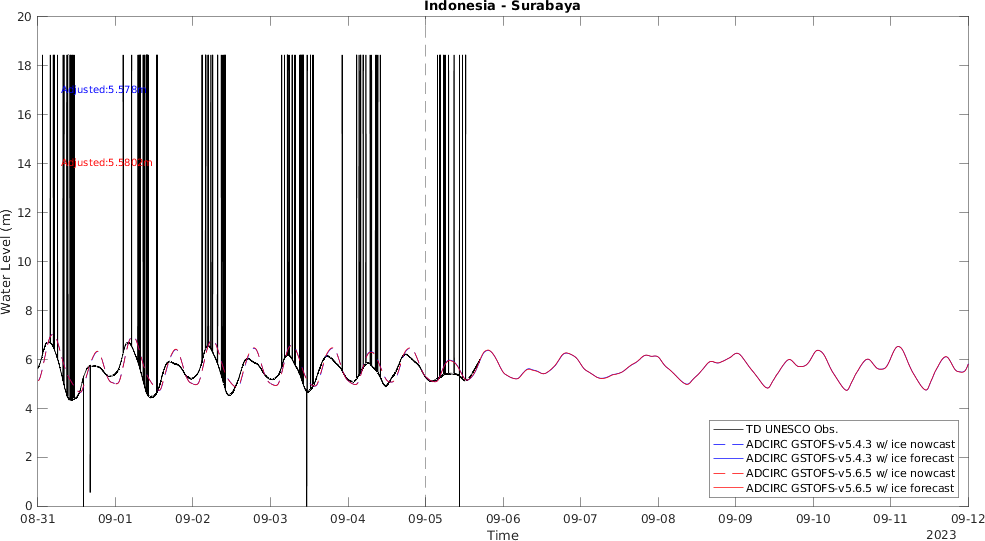 Indonesia - Surabaya
20
18
16
14
12
10
8
6
4
2
0
Water Level (m)
Adjusted:5.578m
Adjusted:5.580m
TD UNESCO Obs.
ADCIRC GSTOFS-v5.4.3 w/ ice nowcast
ADCIRC GSTOFS-v5.4.3 w/ ice forecast
ADCIRC GSTOFS-v5.6.5 w/ ice nowcast
ADCIRC GSTOFS-v5.6.5 w/ ice forecast
08-31 09-01 09-02 09-03 09-04 09-05 09-06 09-07 09-08 09-09 09-10 09-11 09-12
Time
2023